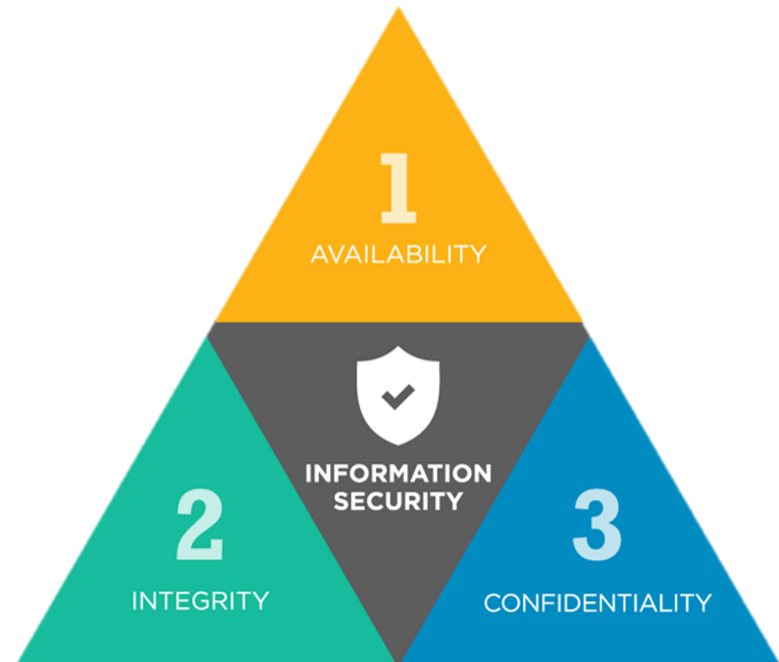 1
AVAILABILITY
INFORMATION
SECURITY
2
INTEGRITY
3
CONFIDENTIALITY